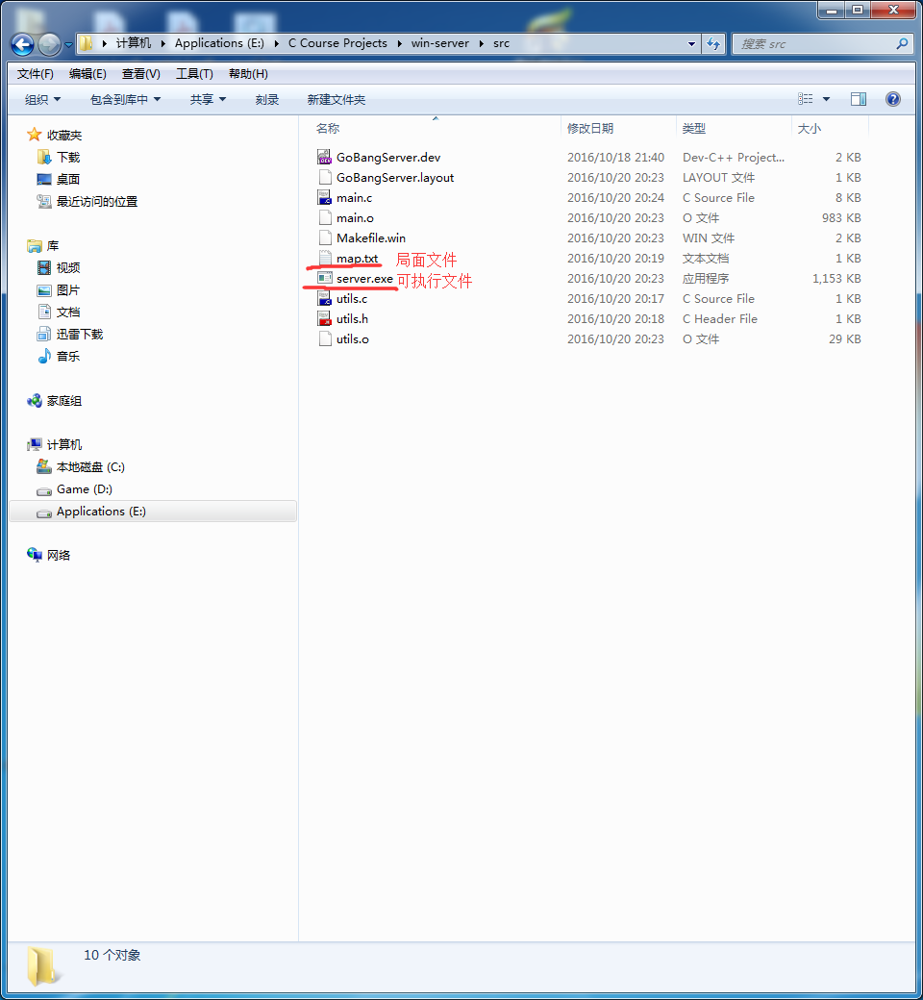 计算机 Applications (E:) C Course Projects win-server src 搜索 src
文件(F) 编辑(E) 查看(V) 工具(T) 帮助(H)
组织 包含到库中 共享 刻录 新建文件夹
收藏夹
下载
桌面
最近访问的位置
库
视频
图片
文档
迅雷下载
音乐
家庭组
计算机
本地磁盘 (C:)
Game (D:)
Applications (E:)
网络
名称 修改日期 类型 大小
GoBangServer.dev 2016/10/18 21:40 Dev-C++ Project... 2 KB
GoBangServer.layout 2016/10/20 20:23 LAYOUT 文件 1 KB
main.c 2016/10/20 20:24 C Source File 8 KB
main.o 2016/10/20 20:23 O 文件 983 KB
Makefile.win 2016/10/20 20:23 WIN 文件 2 KB
map.txt 局面文件 2016/10/20 20:19 文本文档 1 KB
server.exe 可执行文件 2016/10/20 20:23 应用程序 1,153 KB
utils.c 2016/10/20 20:17 C Source File 1 KB
utils.h 2016/10/20 20:18 C Header File 1 KB
utils.o 2016/10/20 20:23 O 文件 29 KB
10 个对象